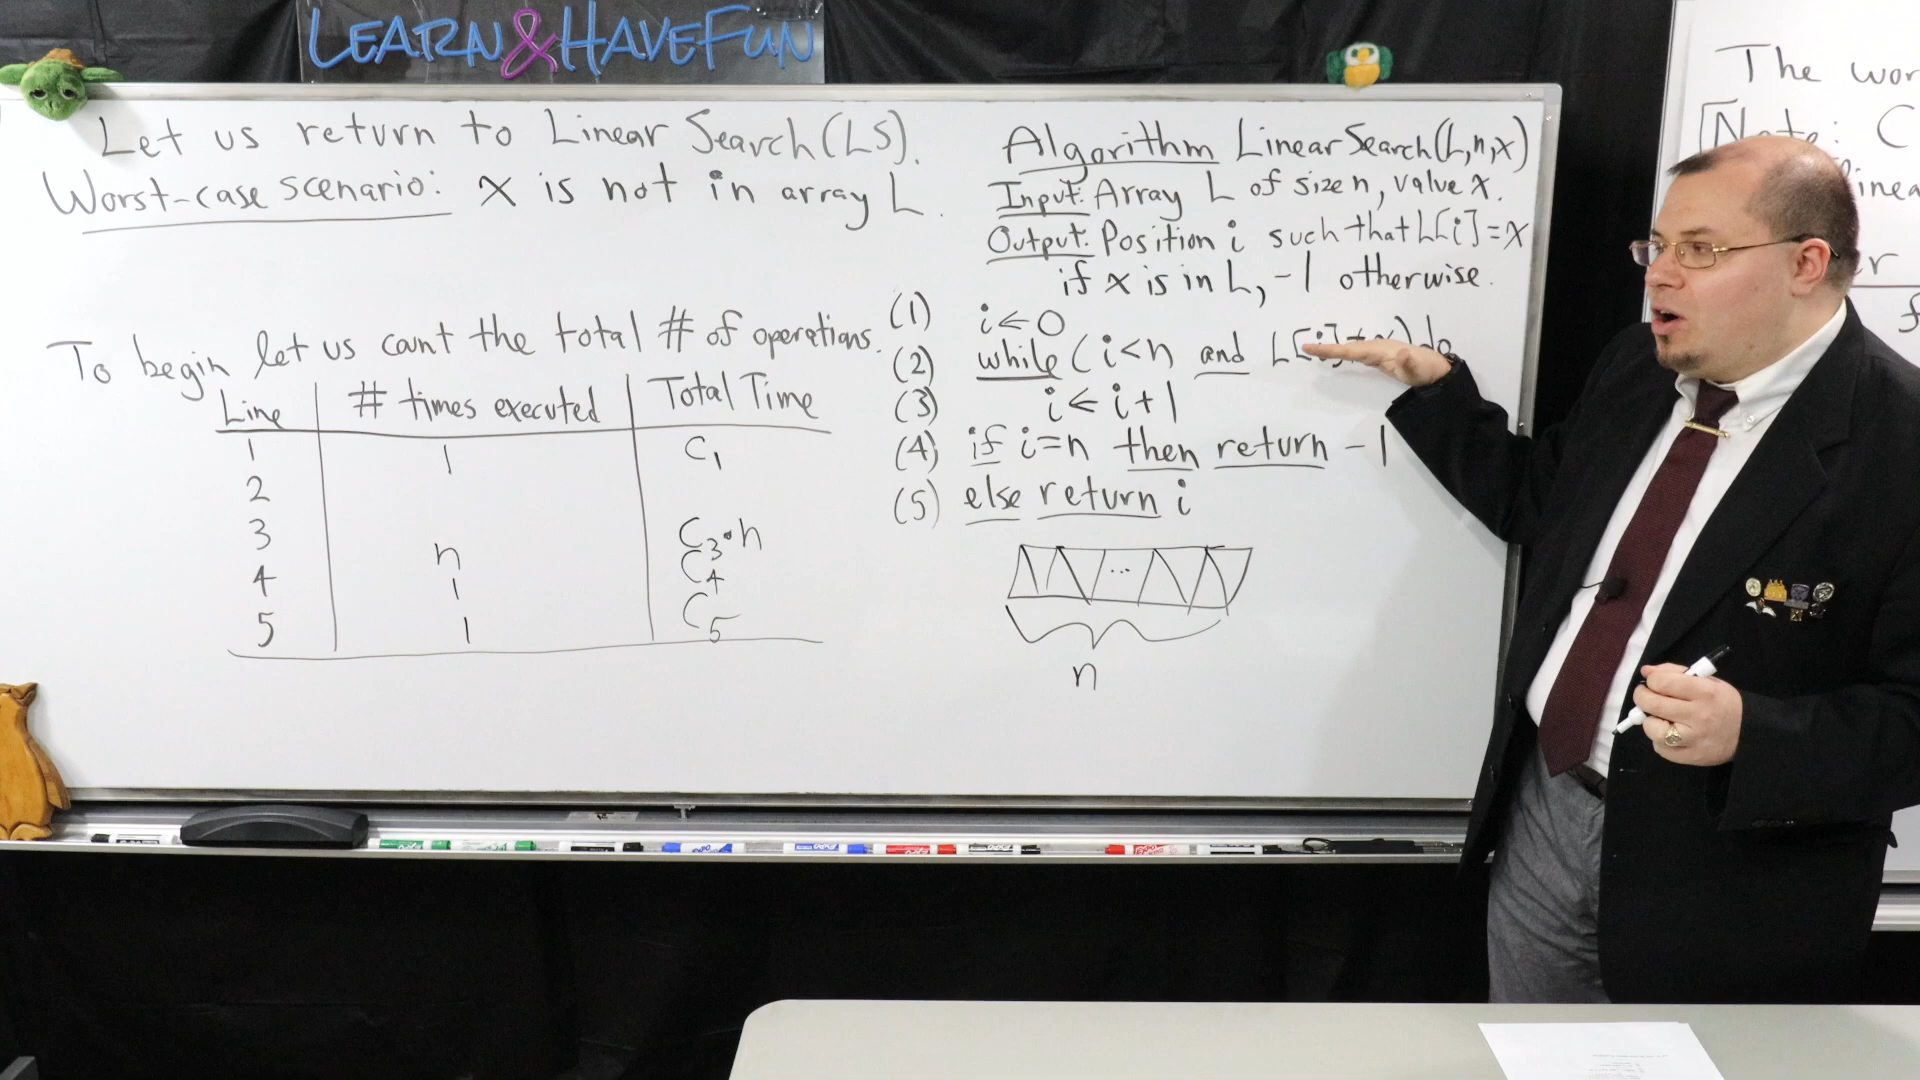 LEARN&HAVEFUN
Let us return to Linear Search (LS).
Worst-case scenario: x is not in array L.
To begin let us count the total # of operations.
Line # times executed Total Time
1 1 C1
2
3 n C3·n
4 1 C4
5 1 C5
Algorithm LinearSearch(L,n,x)
Input: Array L of size n, value x.
Output: Position i such that L[i]=x
if x is in L, -1 otherwise.
(1) i←0
(2) while (i<n and L[i]≠x) do
(3) i←i+1
(4) if i=n then return -1
(5) else return i
...
n
The
Note: C